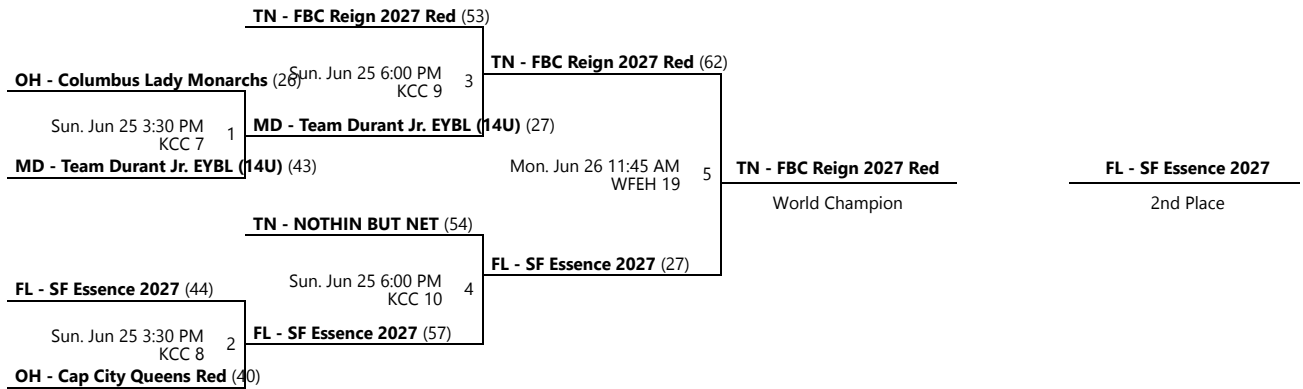 TN - FBC Reign 2027 Red (53)
OH - Columbus Lady Monarchs (26)
Sun. Jun 25 6:00 PM
KCC 9
3
TN - FBC Reign 2027 Red (62)
Sun. Jun 25 3:30 PM
KCC 7
1
MD - Team Durant Jr. EYBL (14U) (27)
MD - Team Durant Jr. EYBL (14U) (43)
Mon. Jun 26 11:45 AM
WFEH 19
5
TN - FBC Reign 2027 Red
World Champion
FL - SF Essence 2027
2nd Place
TN - NOTHIN BUT NET (54)
FL - SF Essence 2027 (27)
FL - SF Essence 2027 (44)
Sun. Jun 25 6:00 PM
KCC 10
4
Sun. Jun 25 3:30 PM
KCC 8
2
FL - SF Essence 2027 (57)
OH - Cap City Queens Red (40)